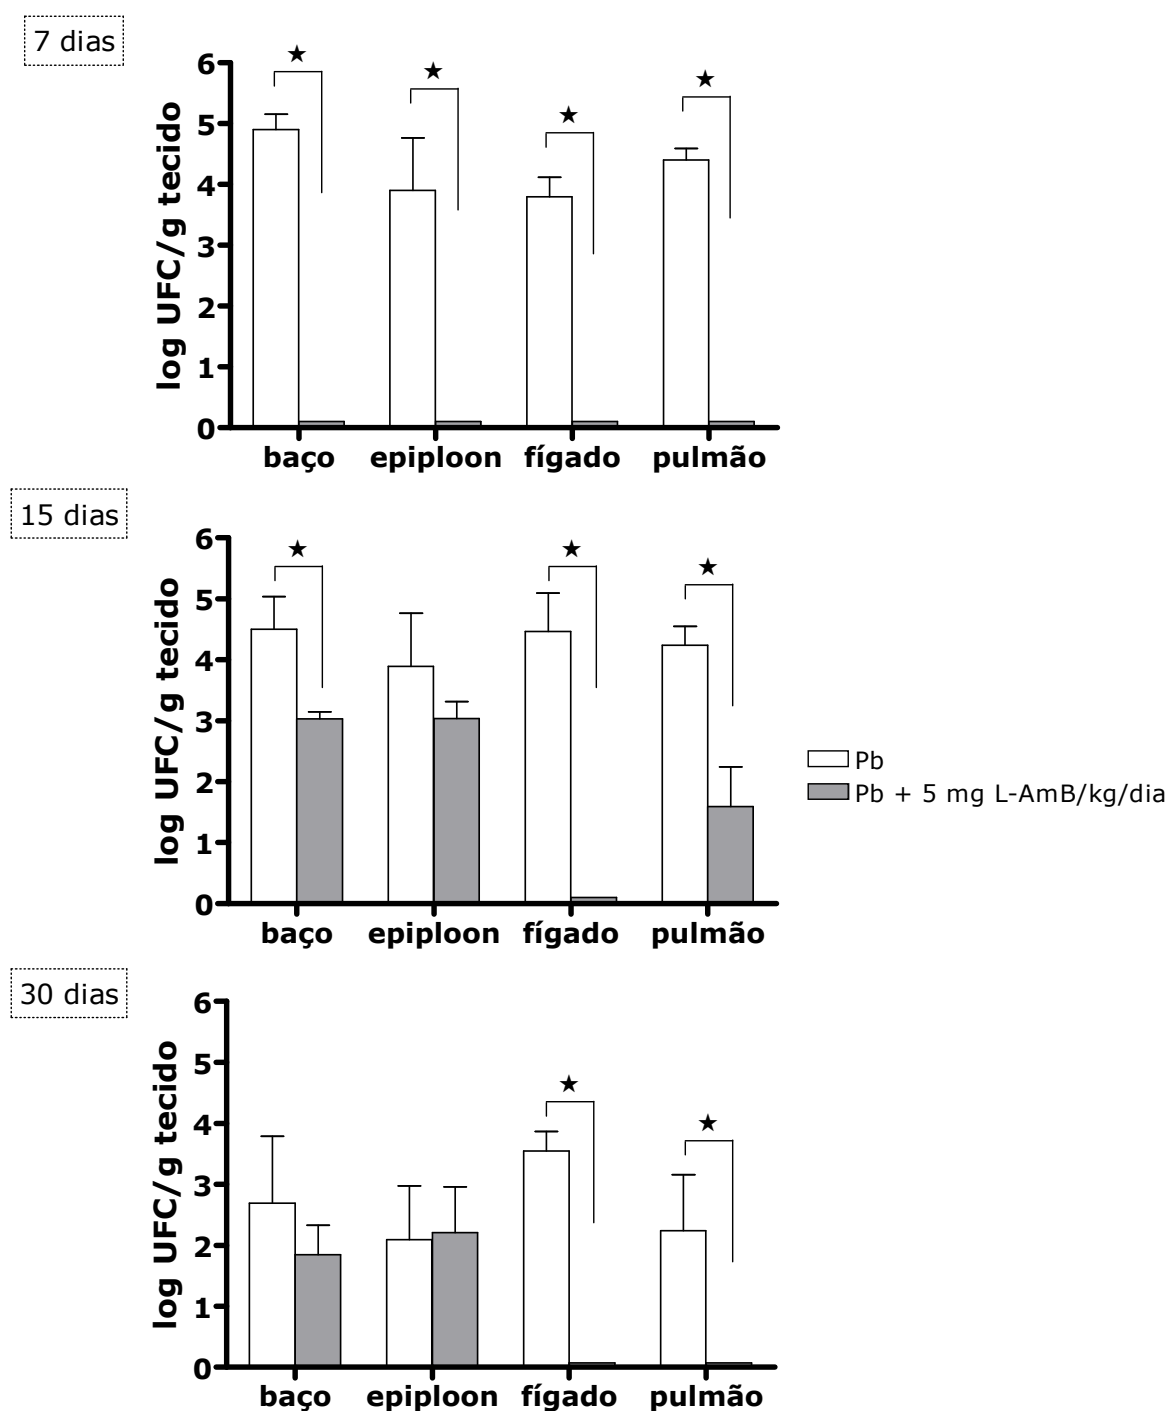 7 dias
log UFC/g tecido
6
5
4
3
2
1
0
baço epiploon fígado pulmão
15 dias
log UFC/g tecido
6
5
4
3
2
1
0
baço epiploon fígado pulmão
Pb
Pb + 5 mg L-AmB/kg/dia
30 dias
log UFC/g tecido
6
5
4
3
2
1
0
baço epiploon fígado pulmão